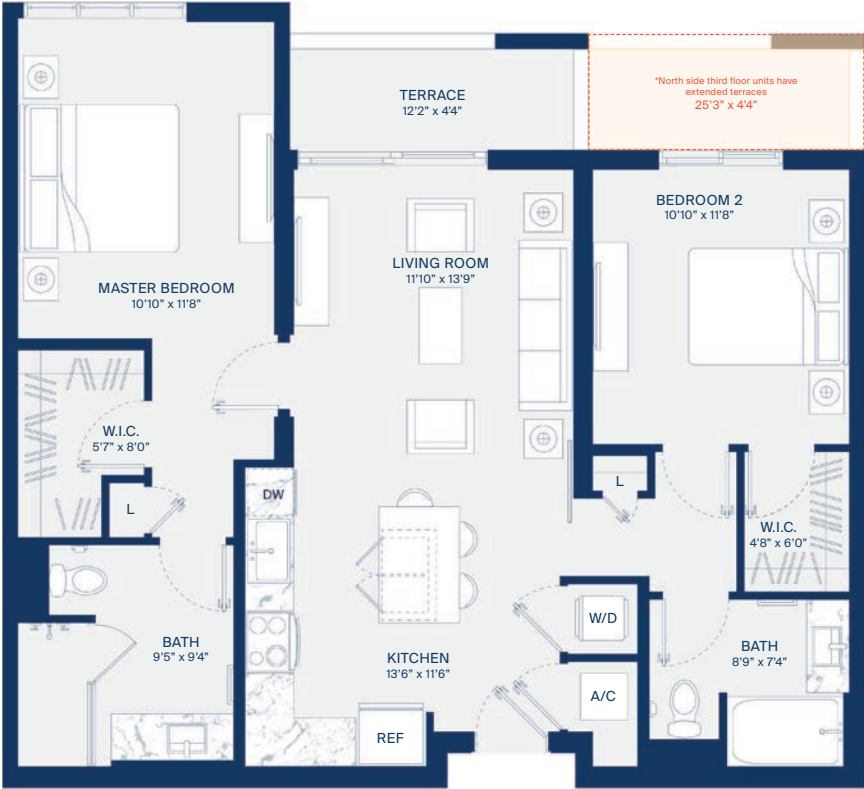 *North side third floor units have
extended terraces
25'3" x 4'4"
TERRACE
12'2" x 4'4"
BEDROOM 2
10'10" x 11'8"
LIVING ROOM
11'10" x 13'9"
MASTER BEDROOM
10'10" x 11'8"
W.I.C.
5'7" x 8'0"
L
DW
L
W.I.C.
4'8" x 6'0"
W/D
BATH
9'5" x 9'4"
KITCHEN
13'6" x 11'6"
BATH
8'9" x 7'4"
A/C
REF